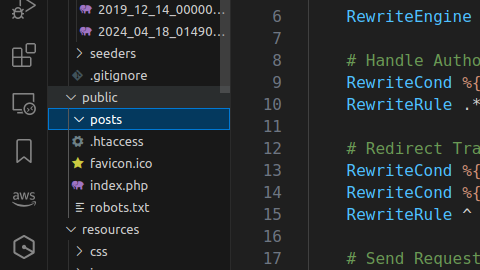 2019_12_14_00000
2024_04_18_01490
seeders
.gitignore
public
posts
.htaccess
favicon.ico
index.php
robots.txt
resources
css
aws
6 RewriteEngine
7
8 # Handle Autho
9 RewriteCond %{
10 RewriteRule .*
11
12 # Redirect Tra
13 RewriteCond %{
14 RewriteCond %{
15 RewriteRule ^
16
17 # Send Request